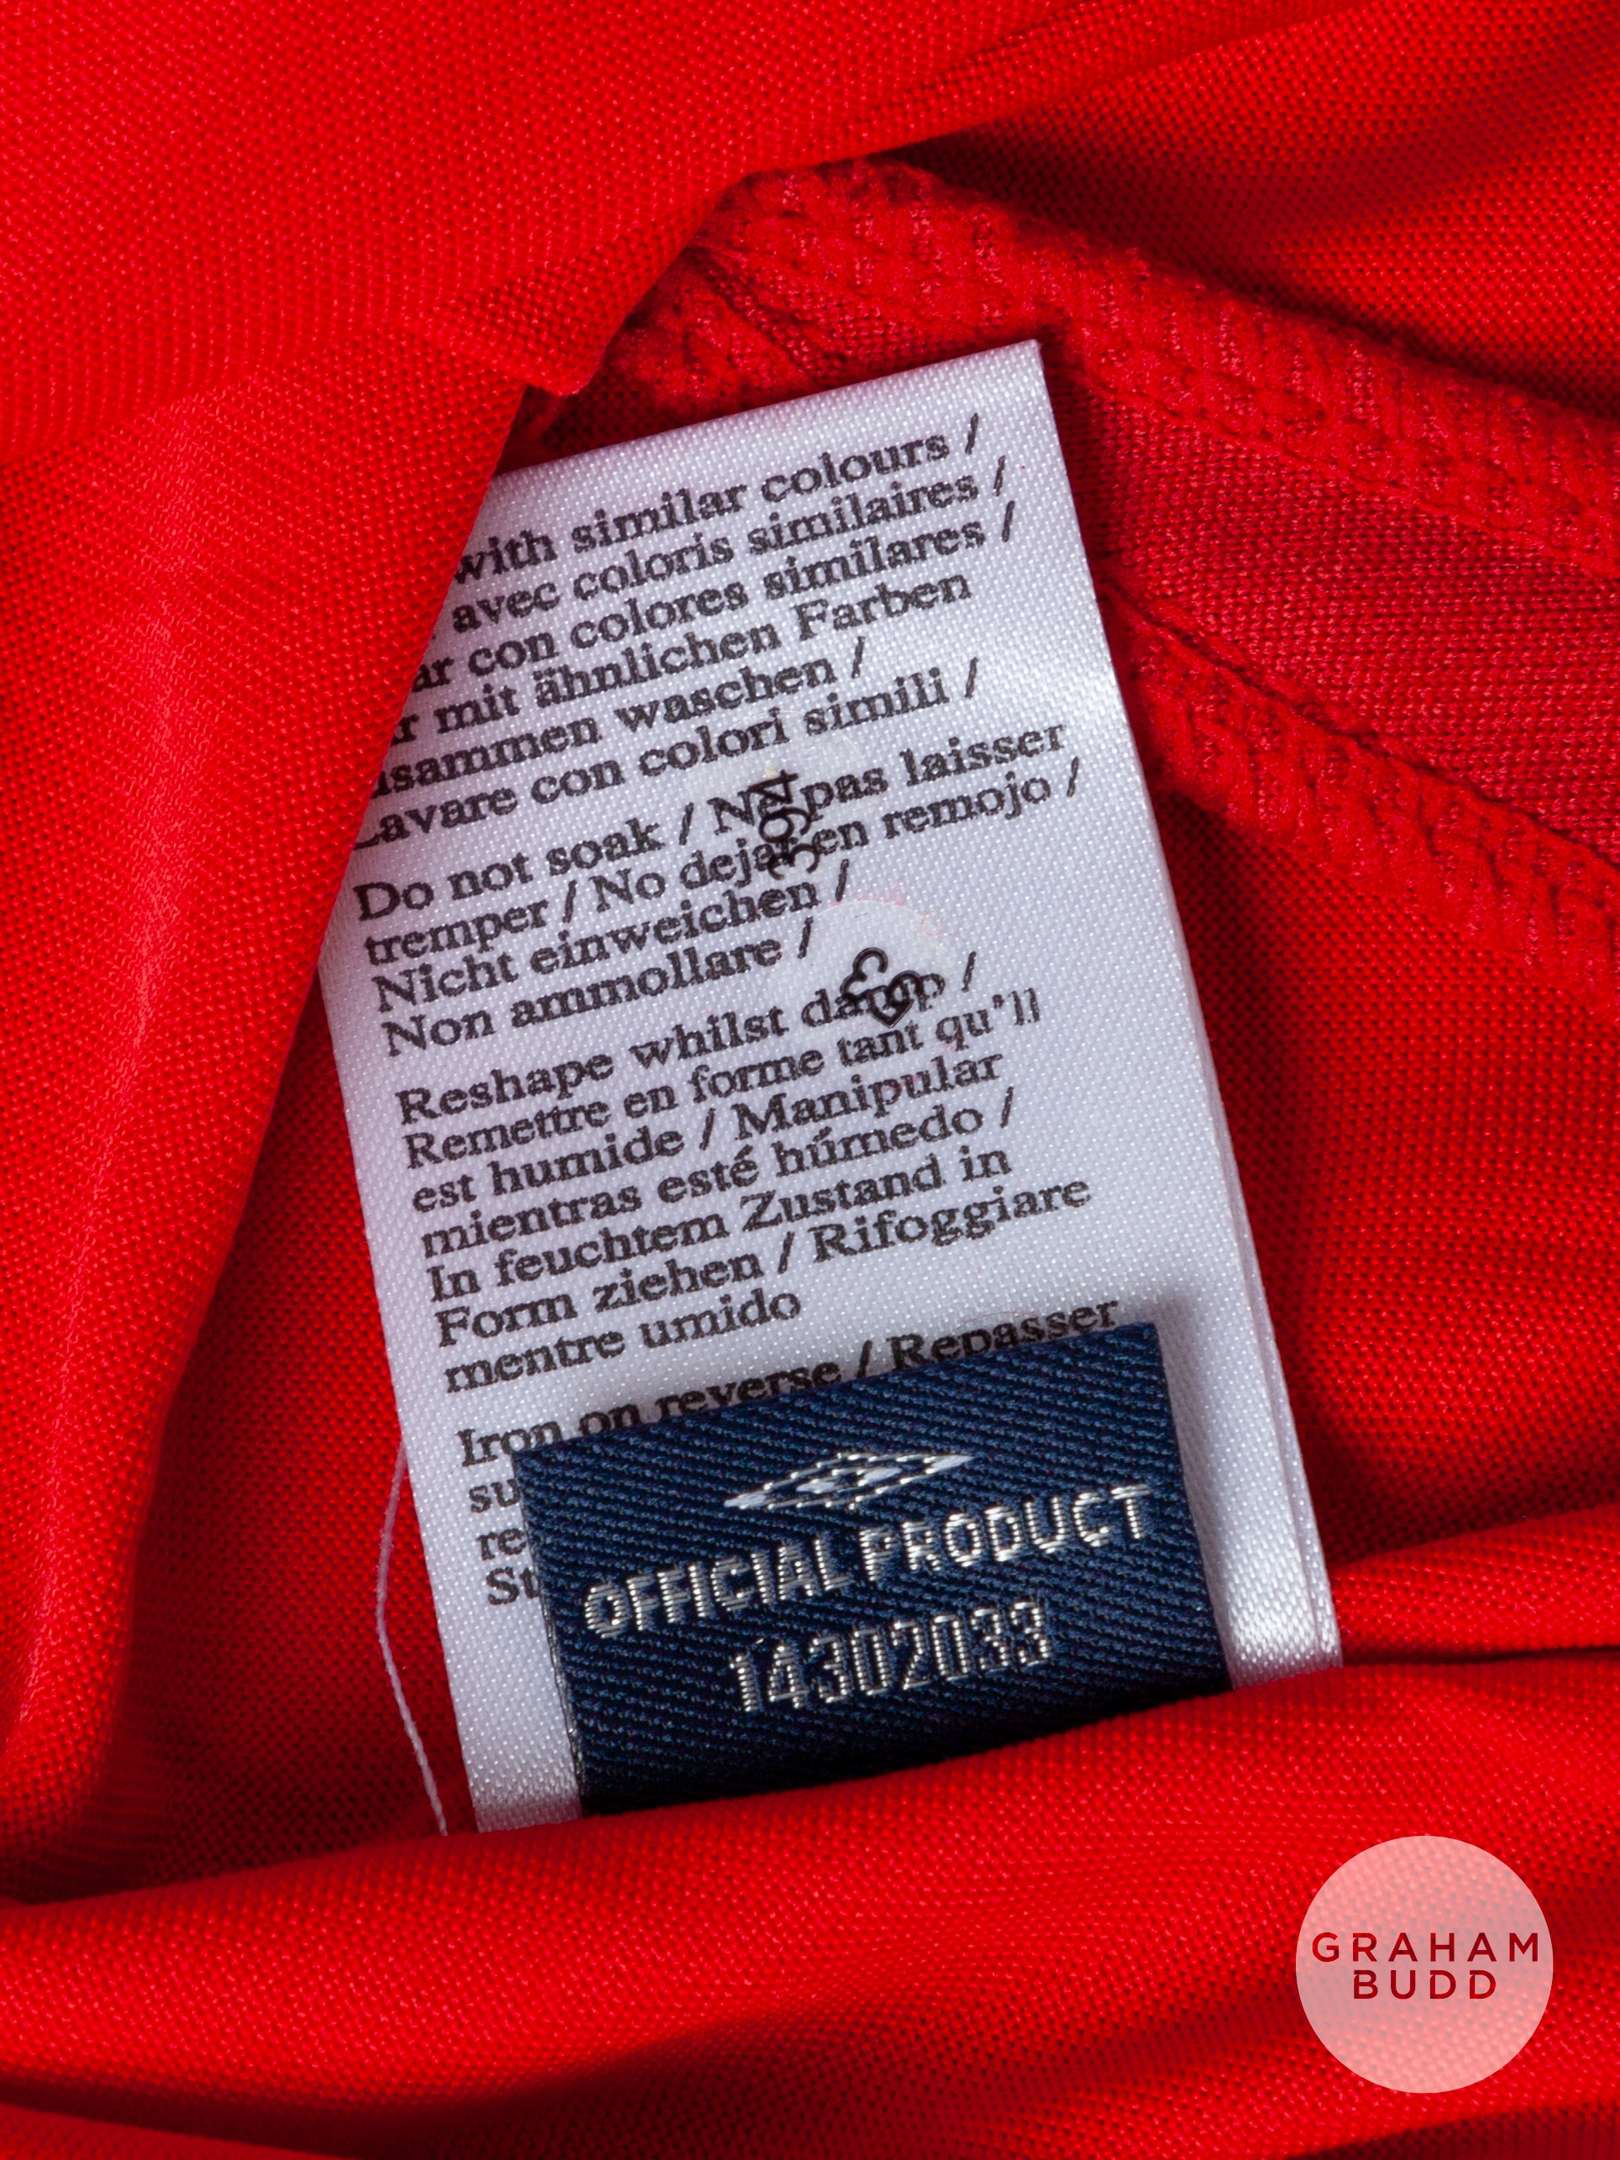 with similar colours /
avec coloris similaires /
ar con colores similares /
r mit ähnlichen Farben
usammen waschen /
Lavare con colori simili /
Do not soak / Ne pas laisser
tremper / No dejar en remojo /
Nicht einweichen /
Non ammollare /
Reshape whilst damp /
Remettre en forme tant qu'il
est humide / Manipular
mientras esté húmedo /
In feuchtem Zustand in
Form ziehen / Rifoggiare
mentre umido
Iron on reverse / Repasser
su
re
St
OFFICIAL PRODUCT
14302033
GRAHAM
BUDD